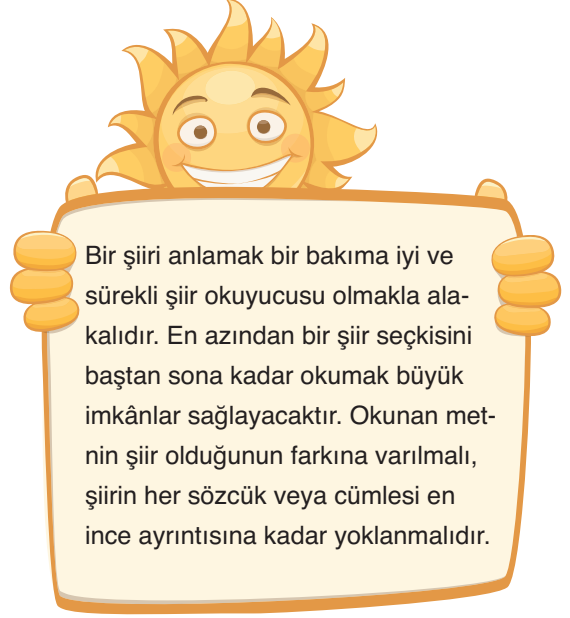 Bir şiiri anlamak bir bakıma iyi ve
sürekli şiir okuyucusu olmakla ala-
kalıdır. En azından bir şiir seçkisini
baştan sona kadar okumak büyük
imkânlar sağlayacaktır. Okunan met-
nin şiir olduğunun farkına varılmalı,
şiirin her sözcük veya cümlesi en
ince ayrıntısına kadar yoklanmalıdır.